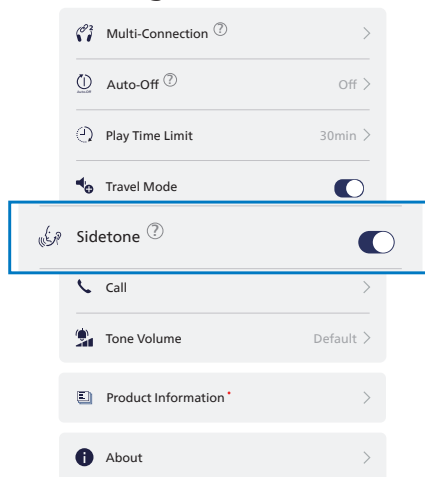 Multi-Connection ?
Auto-Off ?
Off >
Play Time Limit
30min >
Travel Mode
Sidetone ?
Call
Tone Volume
Default >
Product Information
About